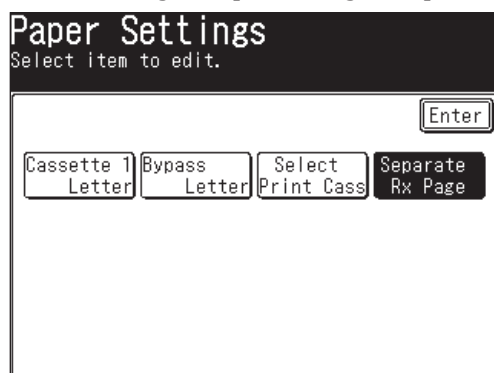 Paper Settings
Select item to edit.
Enter
Cassette 1 Bypass Select Separate
Letter Letter Print Cass Rx Page